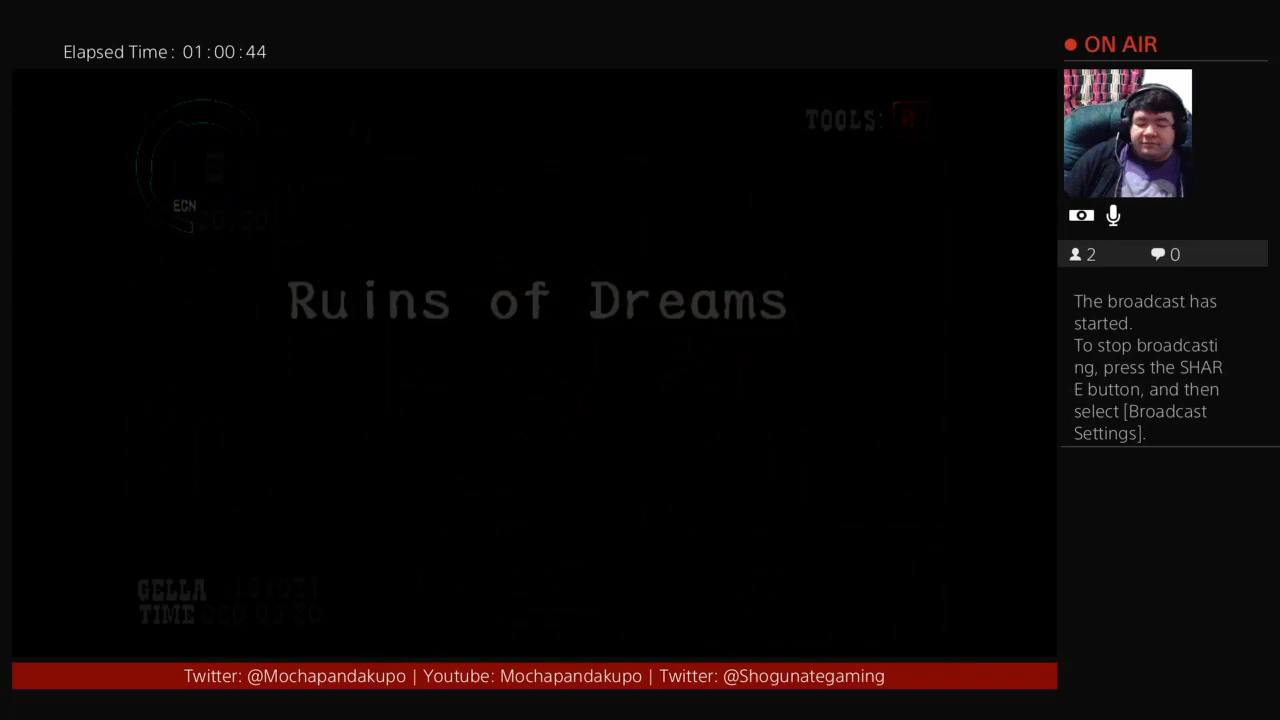 Elapsed Time: 01:00:44
ON AIR
TOOLS:
ECN
Ruins of Dreams
2
0
The broadcast has
started.
To stop broadcasti
ng, press the SHAR
E button, and then
select [Broadcast
Settings].
GELLA
TIME
Twitter: @Mochapandakupo | Youtube: Mochapandakupo | Twitter: @Shogunategaming